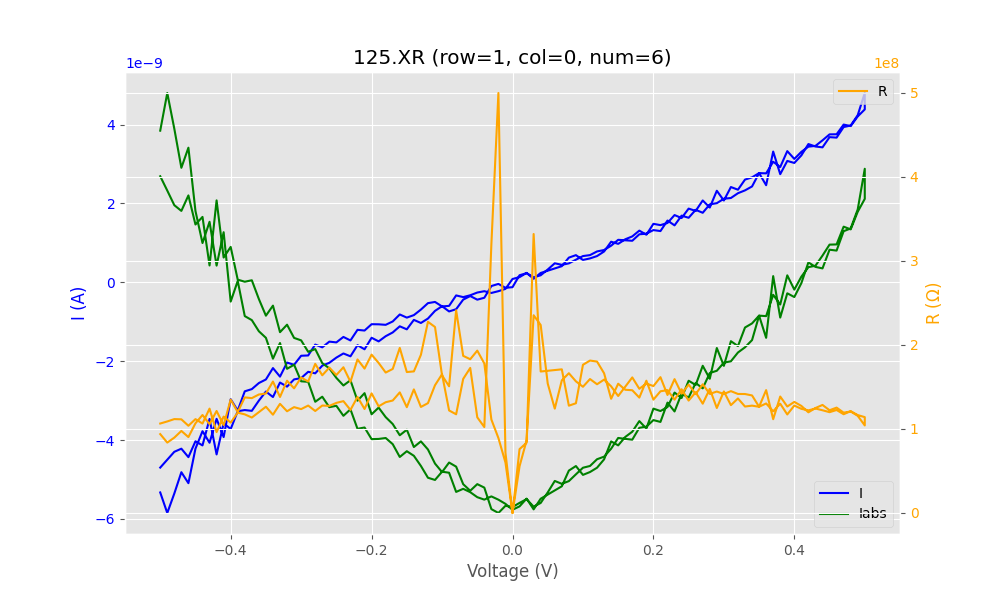 125.XR (row=1, col=0, num=6)
1e−9
1e8
R
4
2
0
−2
−4
−6
I (A)
5
4
3
2
1
0
R (Ω)
I
Iabs
−0.4
−0.2
0.0
0.2
0.4
Voltage (V)